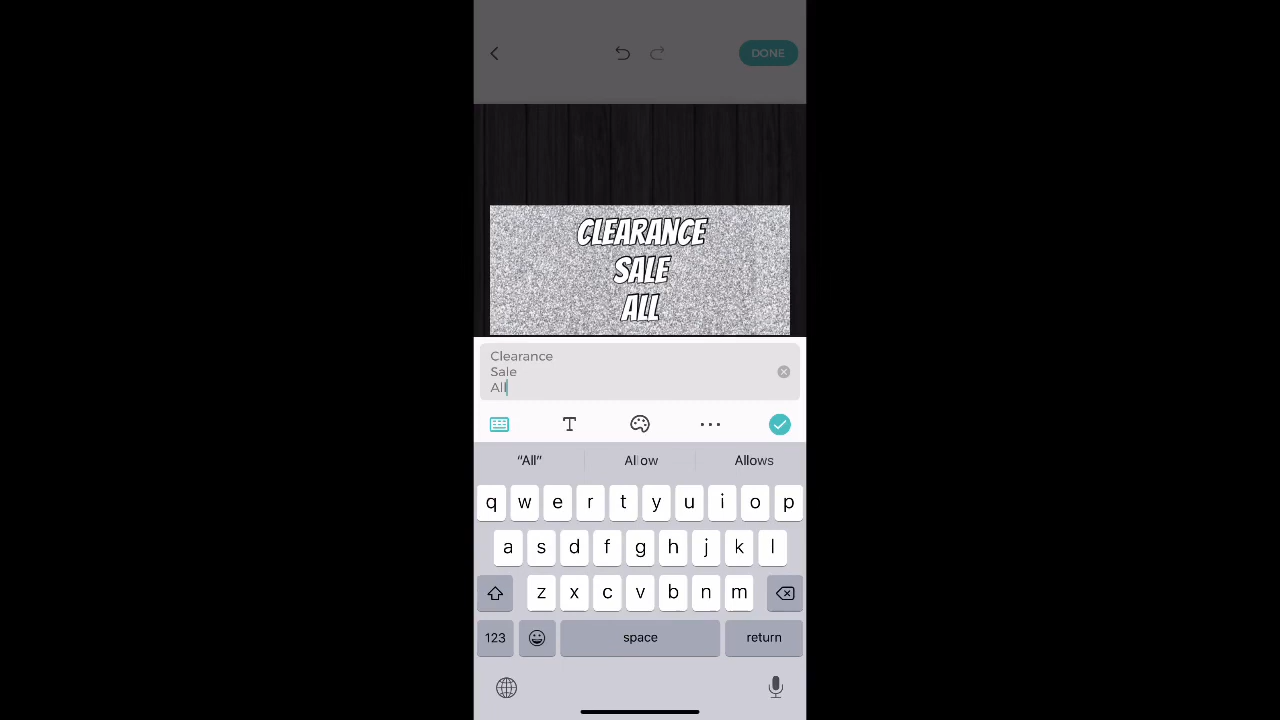 DONE
CLEARANCE
SALE
ALL
Clearance
Sale
All
"All" Allow Allows
q w e r t y u i o p
a s d f g h j k l
z x c v b n m
123 space return